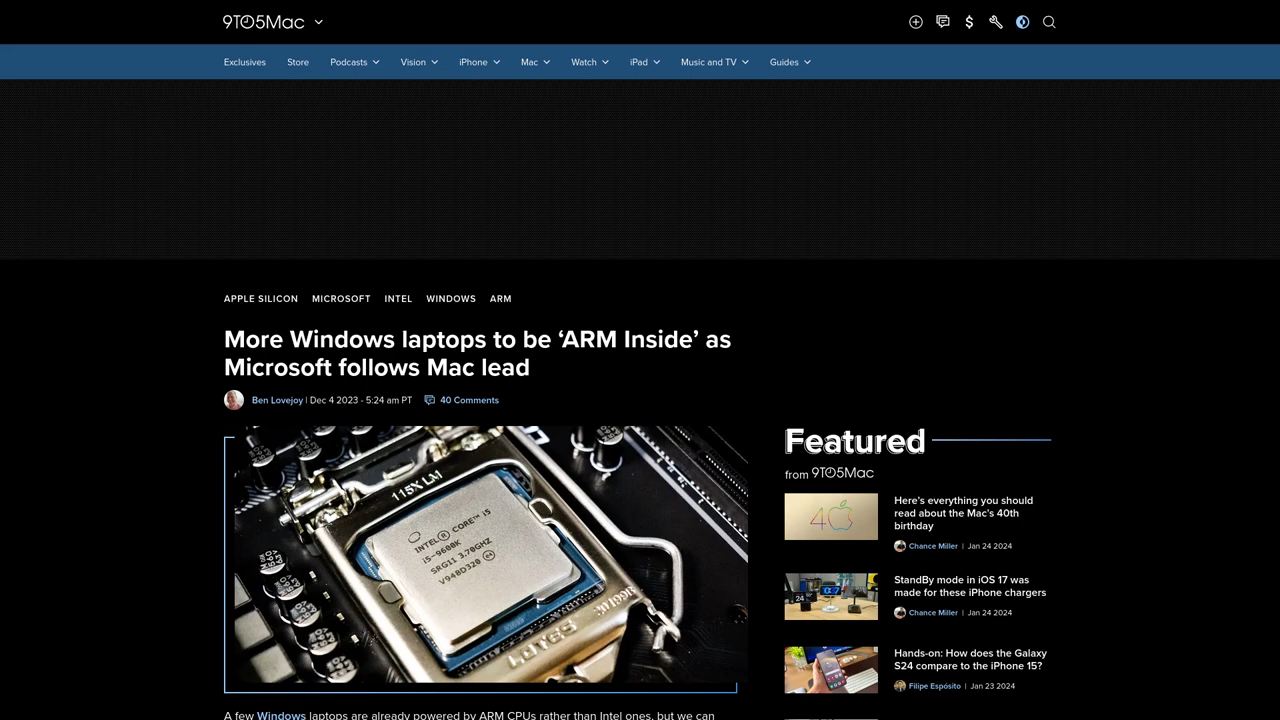 9TO5Mac
Exclusives Store Podcasts Vision iPhone Mac Watch iPad Music and TV Guides
APPLE SILICON MICROSOFT INTEL WINDOWS ARM
More Windows laptops to be ‘ARM Inside’ as
Microsoft follows Mac lead
Ben Lovejoy | Dec 4 2023 - 5:24 am PT 40 Comments
115X LM
INTEL® CORE™ i5
i5-9600K
SRG11 3.70GHZ
V948D320
LOTES
A few Windows laptops are already powered by ARM CPUs rather than Intel ones, but we can
Featured
from 9TO5Mac
40
Here’s everything you should
read about the Mac’s 40th
birthday
Chance Miller | Jan 24 2024
StandBy mode in iOS 17 was
made for these iPhone chargers
Chance Miller | Jan 24 2024
Hands-on: How does the Galaxy
S24 compare to the iPhone 15?
Filipe Espósito | Jan 23 2024